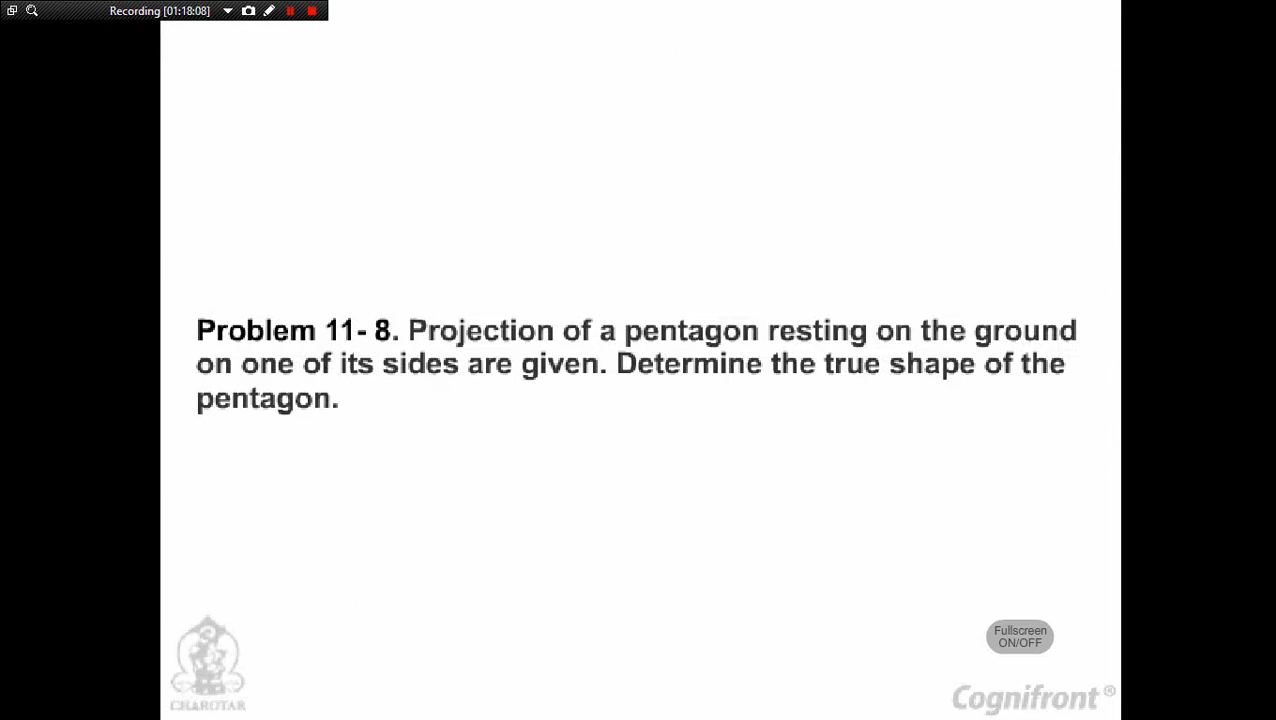 Recording [01:18:08]
Problem 11- 8. Projection of a pentagon resting on the ground
on one of its sides are given. Determine the true shape of the
pentagon.
Fullscreen
ON/OFF
CHAROTAR
Cognifront ®